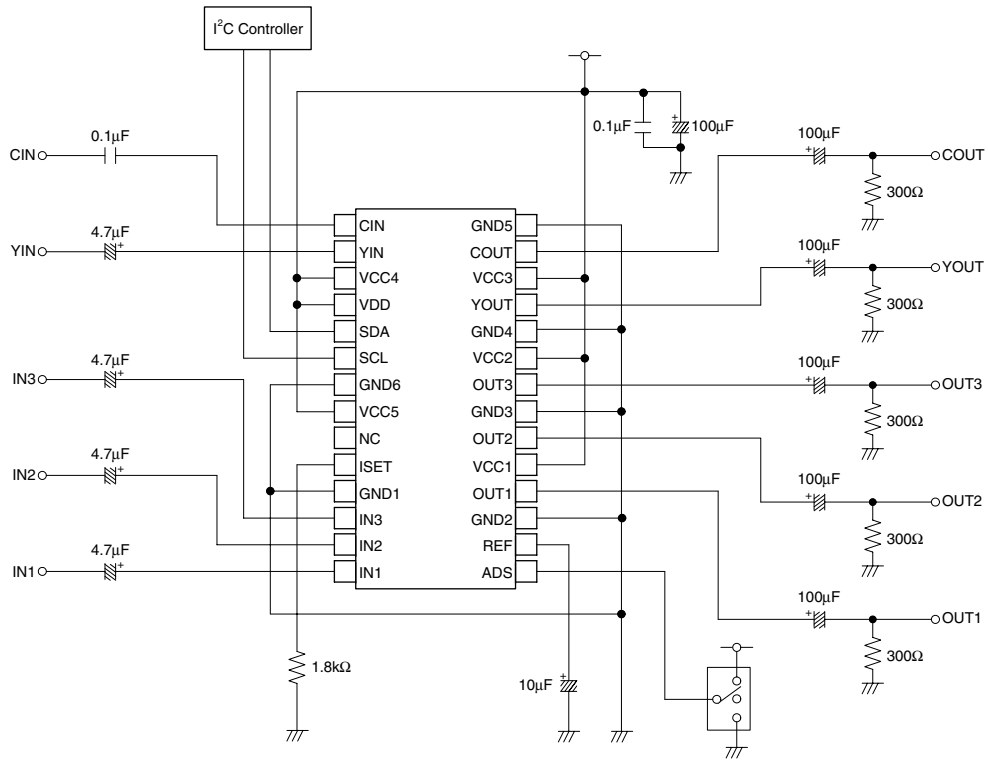 I²C Controller
0.1µF
CIN
4.7µF
YIN
4.7µF
IN3
4.7µF
IN2
4.7µF
IN1
CIN
YIN
VCC4
VDD
SDA
SCL
GND6
VCC5
NC
ISET
GND1
IN3
IN2
IN1
GND5
COUT
VCC3
YOUT
GND4
VCC2
OUT3
GND3
OUT2
VCC1
OUT1
GND2
REF
ADS
0.1µF
+
100µF
100µF
COUT
300Ω
100µF
YOUT
300Ω
100µF
OUT3
300Ω
100µF
OUT2
300Ω
100µF
OUT1
300Ω
1.8kΩ
10µF